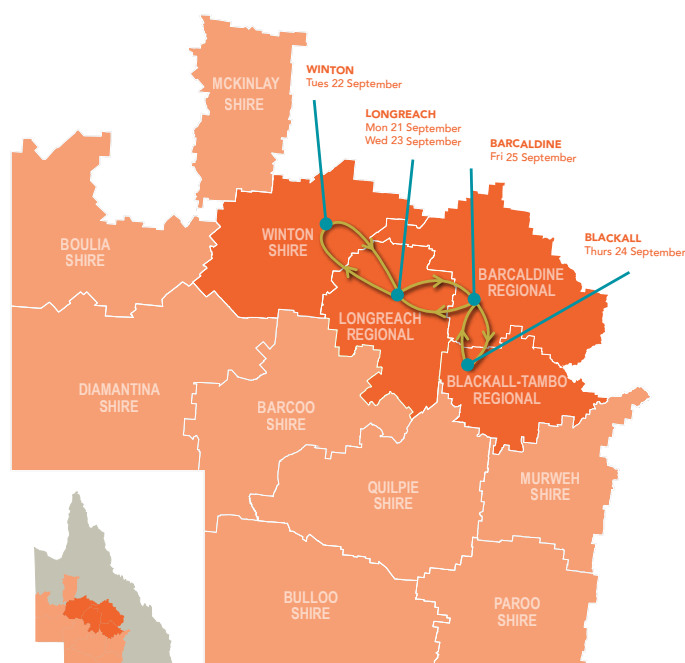 WINTON
Tues 22 September
LONGREACH
Mon 21 September
Wed 23 September
BARCALDINE
Fri 25 September
BLACKALL
Thurs 24 September
MCKINLAY
SHIRE
BOULIA
SHIRE
WINTON
SHIRE
BARCALDINE
REGIONAL
LONGREACH
REGIONAL
DIAMANTINA
SHIRE
BARCOO
SHIRE
BLACKALL-TAMBO
REGIONAL
QUILPIE
SHIRE
MURWEH
SHIRE
BULLOO
SHIRE
PAROO
SHIRE